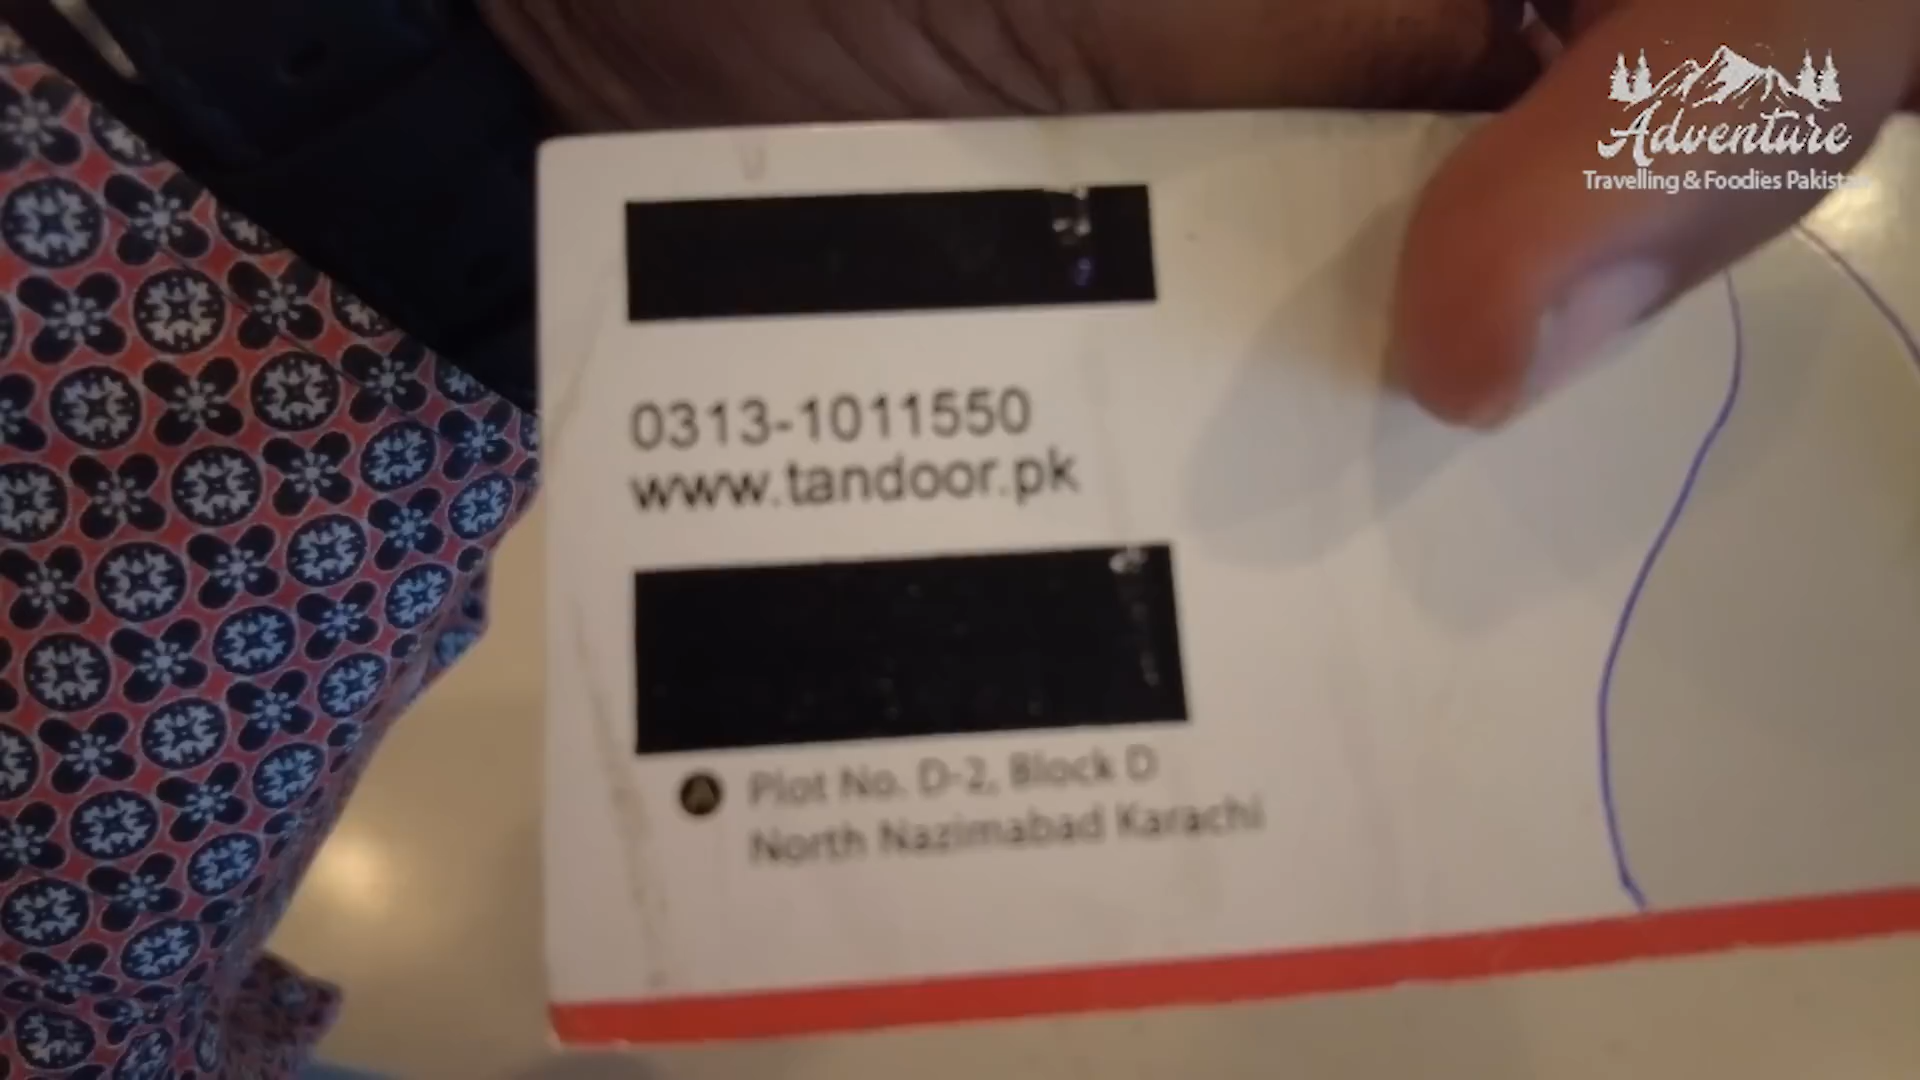 Adventure
Travelling & Foodies Pakistan
0313-1011550
www.tandoor.pk
A
Plot No. D-2, Block D
North Nazimabad Karachi